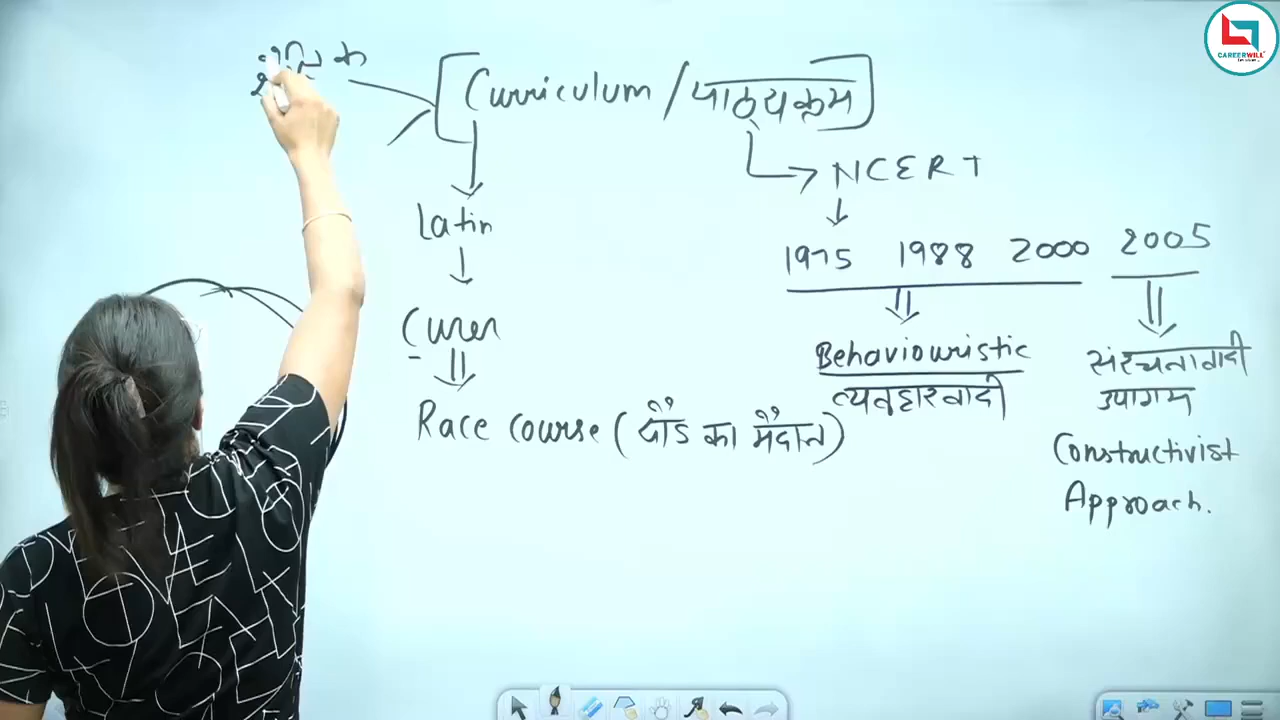 CAREERWILL
Curriculum / पाठ्यक्रम
NCERT
Latin
1975 1988 2000 2005
Curer
Behaviouristic
व्यवहारवादी
संरचनावादी
उपागम
Race Course (दौड का मैदान)
Constructivist
Approach.